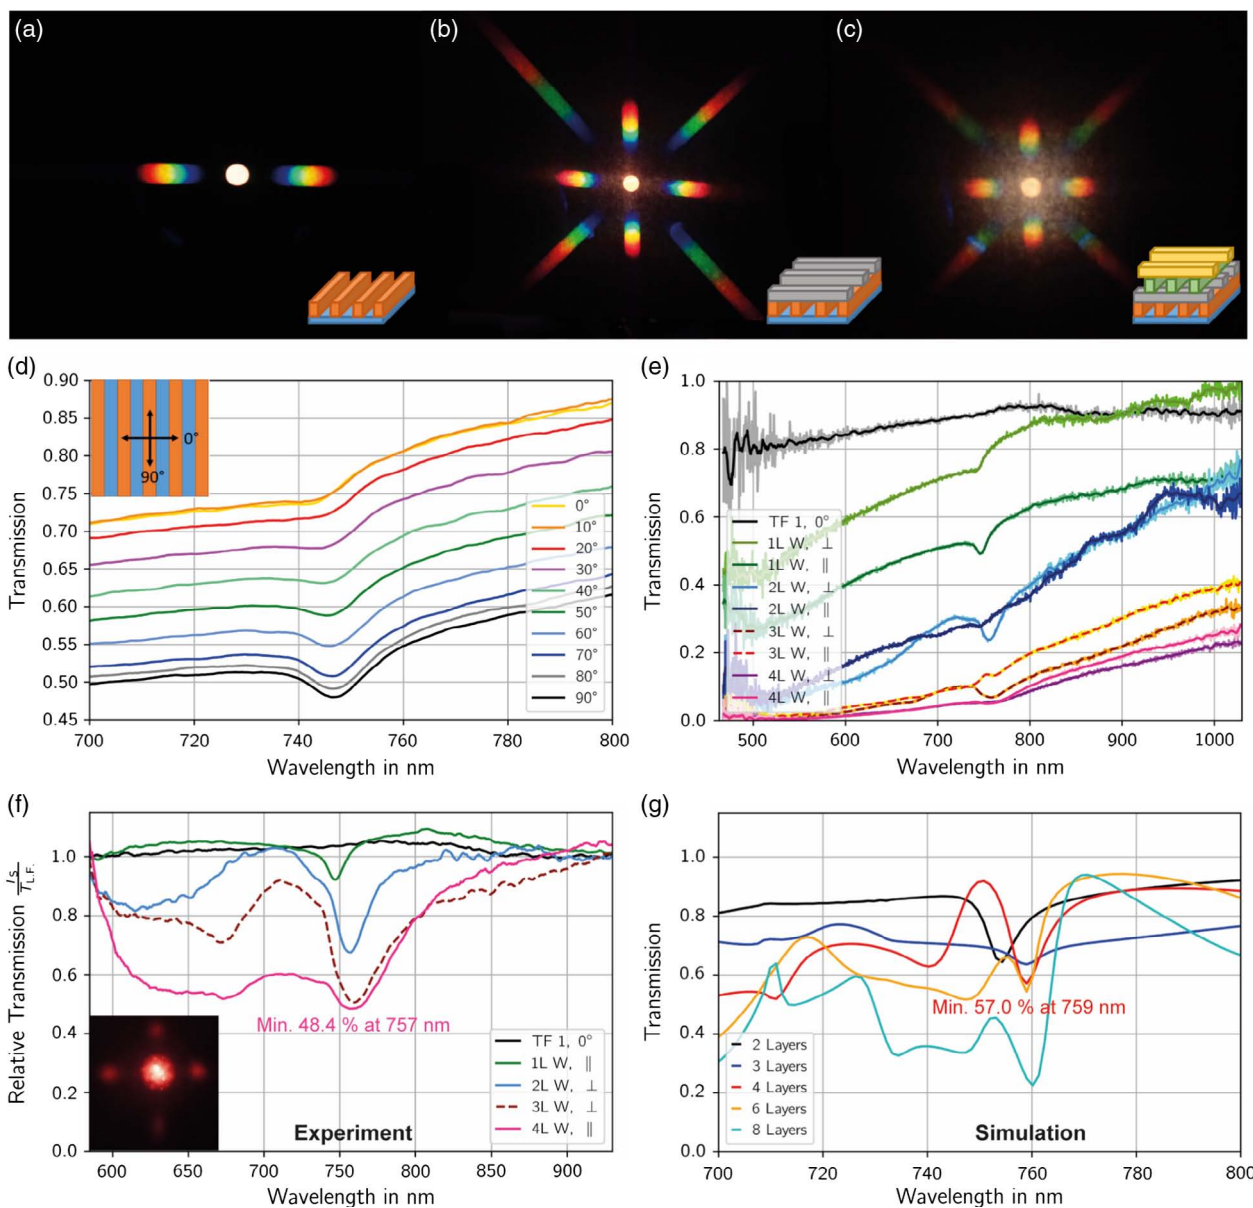 (a)
(b)
(c)
(d)
0.90
0.85
0.80
0.75
0.70
0.65
0.60
0.55
0.50
0.45
Transmission
0°
90°
0°
10°
20°
30°
40°
50°
60°
70°
80°
90°
700
720
740
760
780
800
Wavelength in nm
(e)
1.0
0.8
0.6
0.4
0.2
0.0
Transmission
TF 1, 0°
1L W, ⊥
1L W, ∥
2L W, ⊥
2L W, ∥
3L W, ⊥
3L W, ∥
4L W, ⊥
4L W, ∥
500
600
700
800
900
1000
Wavelength in nm
(f)
1.0
0.8
0.6
0.4
0.2
0.0
Relative Transmission
Min. 48.4 % at 757 nm
TF 1, 0°
1L W, ∥
2L W, ⊥
3L W, ⊥
4L W, ∥
Experiment
600
650
700
750
800
850
900
Wavelength in nm
(g)
1.0
0.8
0.6
0.4
0.2
0.0
Transmission
Min. 57.0 % at 759 nm
2 Layers
3 Layers
4 Layers
6 Layers
8 Layers
Simulation
700
720
740
760
780
800
Wavelength in nm